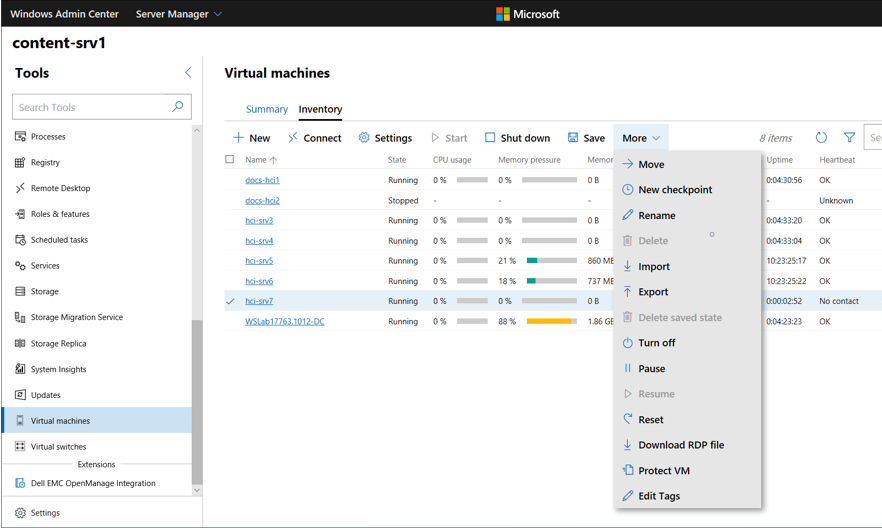 Windows Admin Center Server Manager Microsoft
content-srv1
Tools
Search Tools
Processes
Registry
Remote Desktop
Roles & features
Scheduled tasks
Services
Storage
Storage Migration Service
Storage Replica
System Insights
Updates
Virtual machines
Virtual switches
Extensions
Dell EMC OpenManage Integration
Settings
Virtual machines
Summary Inventory
New Connect Settings Start Shut down Save More 8 items
Name State CPU usage Memory pressure Uptime Heartbeat
docs-hci1 Running 0 % 0 % 0 B 0:04:30:56 OK
docs-hci2 Stopped - - - - Unknown
hci-srv3 Running 0 % 0 % 0 B 0:04:33:20 OK
hci-srv4 Running 0 % 0 % 0 B 0:04:33:04 OK
hci-srv5 Running 0 % 21 % 860 MB 10:23:25:17 OK
hci-srv6 Running 0 % 18 % 737 MB 10:23:25:22 OK
hci-srv7 Running 0 % 0 % 0 B 0:00:02:52 No contact
WSLab17763.1012-DC Running 0 % 88 % 1.86 GB 0:04:23:23 OK
Move
New checkpoint
Rename
Delete
Import
Export
Delete saved state
Turn off
Pause
Resume
Reset
Download RDP file
Protect VM
Edit Tags